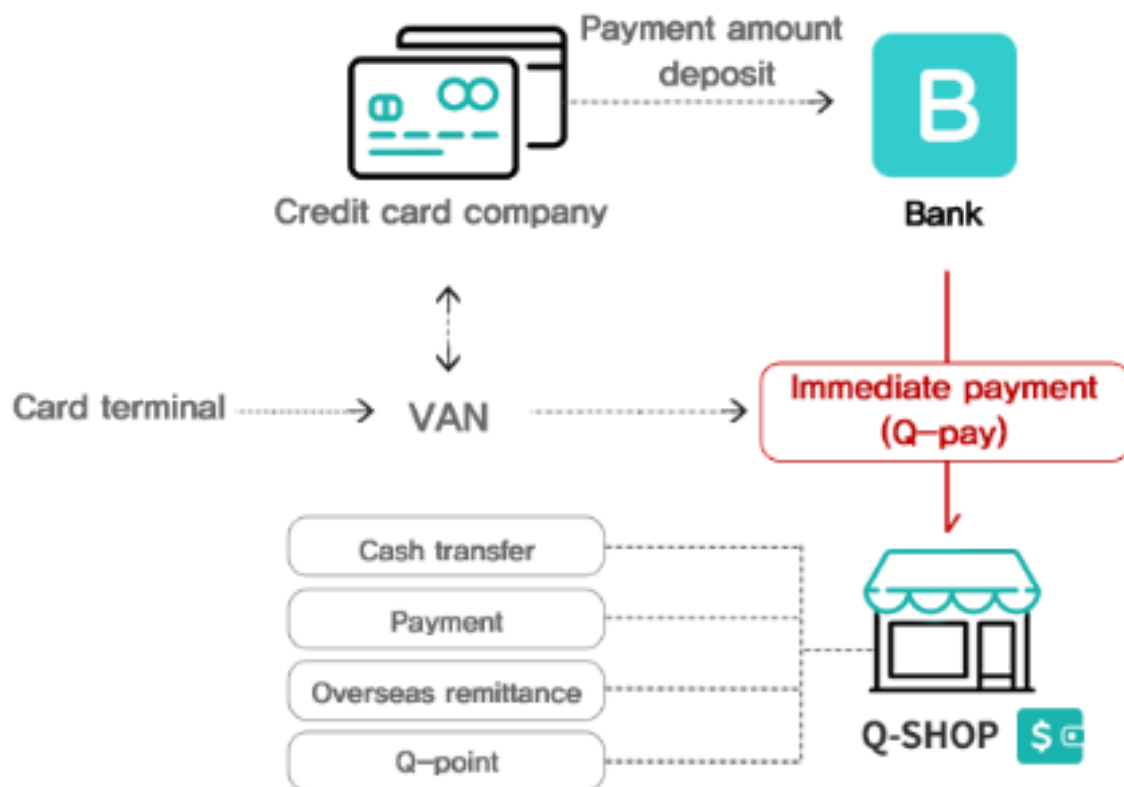 Payment amount
deposit
B
Credit card company
Bank
Card terminal
VAN
Immediate payment
(Q-pay)
Cash transfer
Payment
Overseas remittance
Q-point
Q-SHOP $